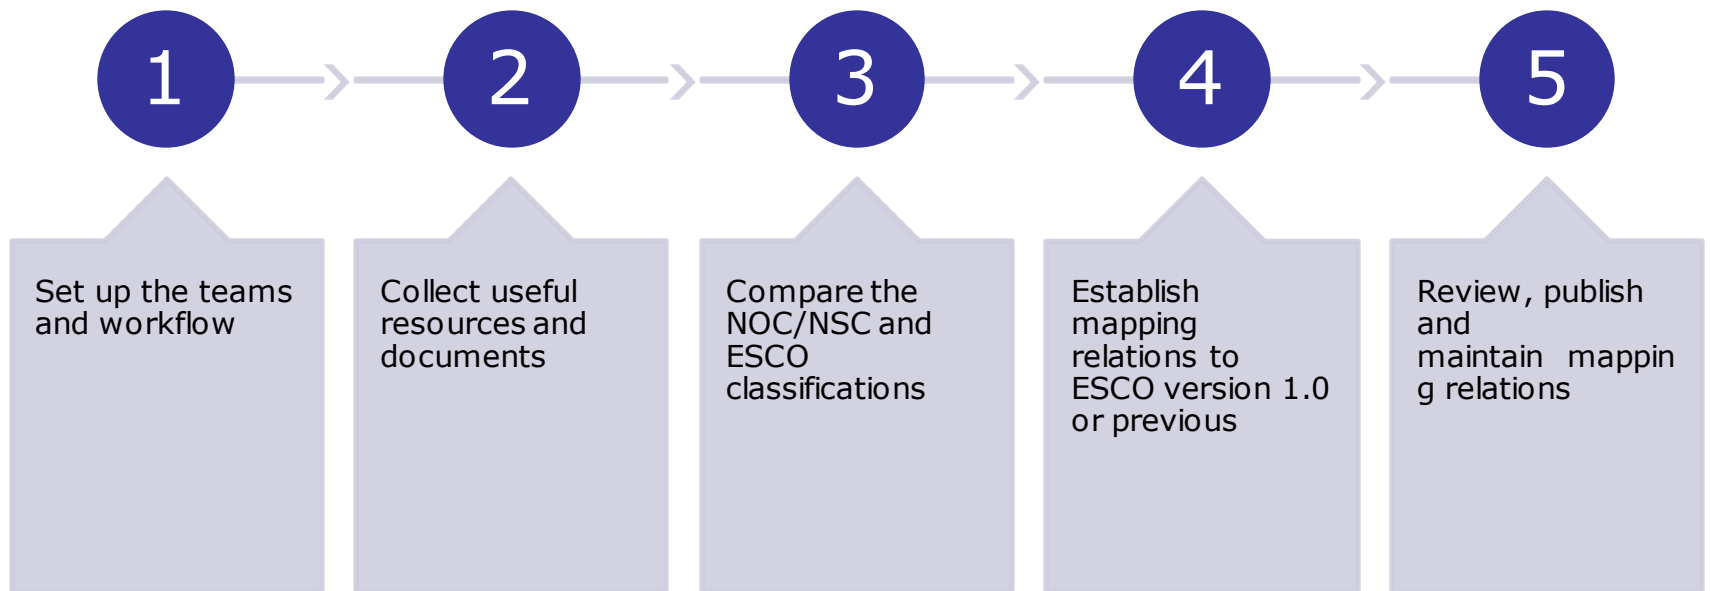 1
2
3
4
5
Set up the teams
and workflow
Collect useful
resources and
documents
Compare the
NOC/NSC and
ESCO
classifications
Establish
mapping
relations to
ESCO version 1.0
or previous
Review, publish
and
maintain mappin
g relations